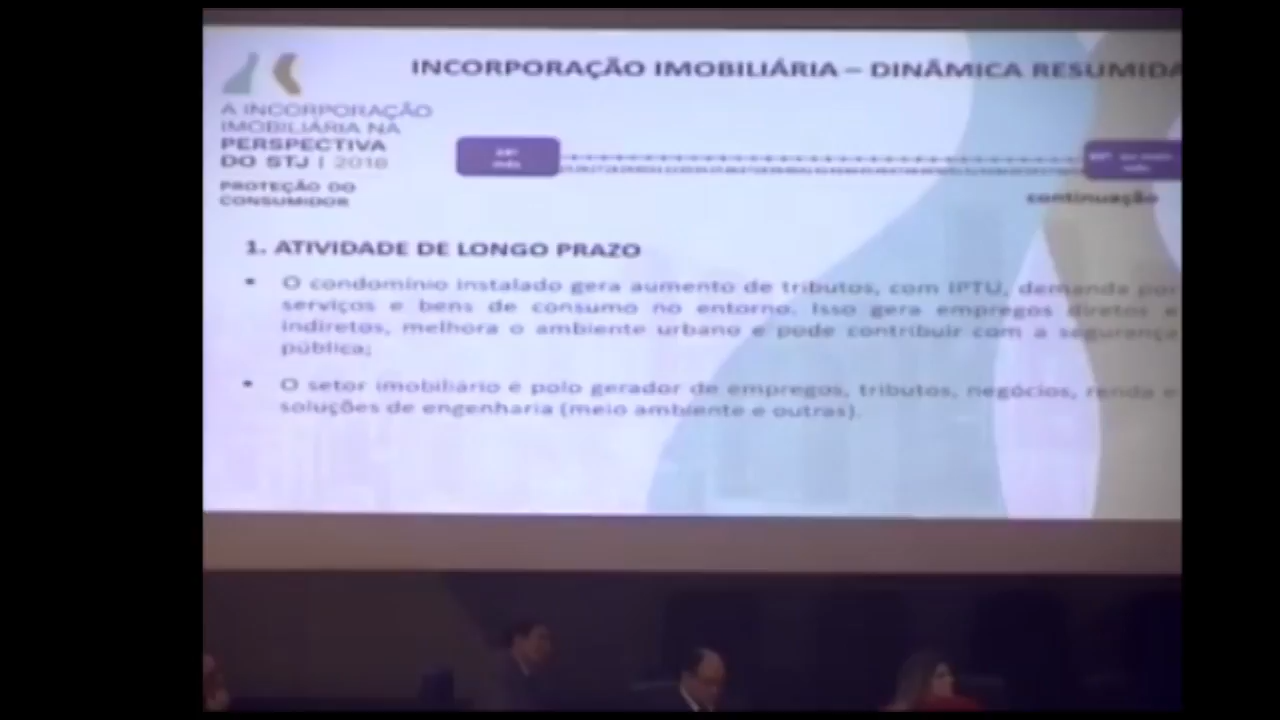 INCORPORAÇÃO IMOBILIÁRIA – DINÂMICA RESUMIDA
A INCORPORAÇÃO
IMOBILIÁRIA NA
PERSPECTIVA
DO STJ | 2016
PROTEÇÃO DO
CONSUMIDOR
mês
mês
continuação
1. ATIVIDADE DE LONGO PRAZO
• O condomínio instalado gera aumento de tributos, com IPTU, demanda por
serviços e bens de consumo no entorno. Isso gera empregos diretos e
indiretos, melhora o ambiente urbano e pode contribuir com a segurança
pública;
• O setor imobiliário é polo gerador de empregos, tributos, negócios, renda e
soluções de engenharia (meio ambiente e outras).